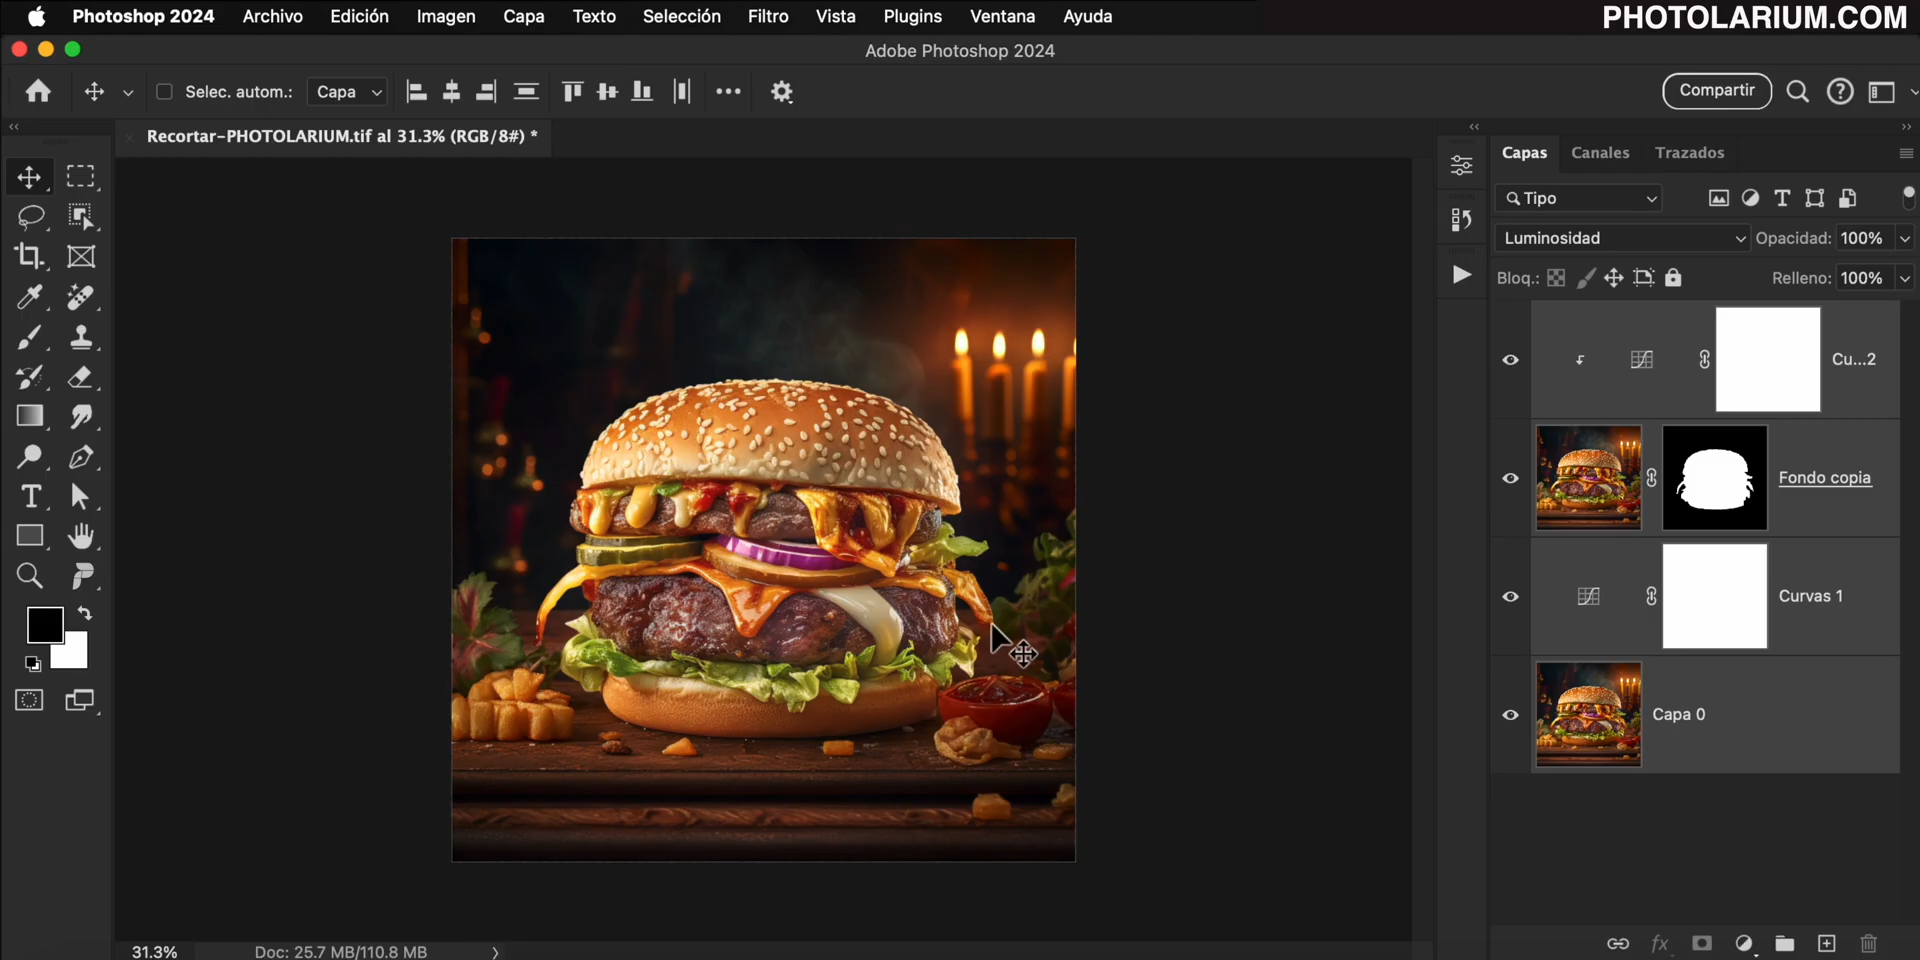 Photoshop 2024 Archivo Edición Imagen Capa Texto Selección Filtro Vista Plugins Ventana Ayuda
PHOTOLARIUM.COM
Adobe Photoshop 2024
Selec. autom.: Capa
Compartir
Recortar-PHOTOLARIUM.tif al 31.3% (RGB/8#) *
Capas Canales Trazados
Tipo
Luminosidad Opacidad: 100%
Bloq.: Relleno: 100%
Cu...2
Fondo copia
Curvas 1
Capa 0
fx
31.3% Doc: 25.7 MB/110.8 MB